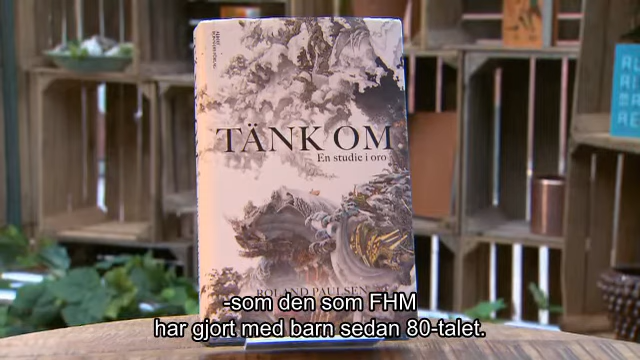 TÄNK OM
En studie i oro
ROLAND PAULSEN
-som den som FHM
har gjort med barn sedan 80-talet.